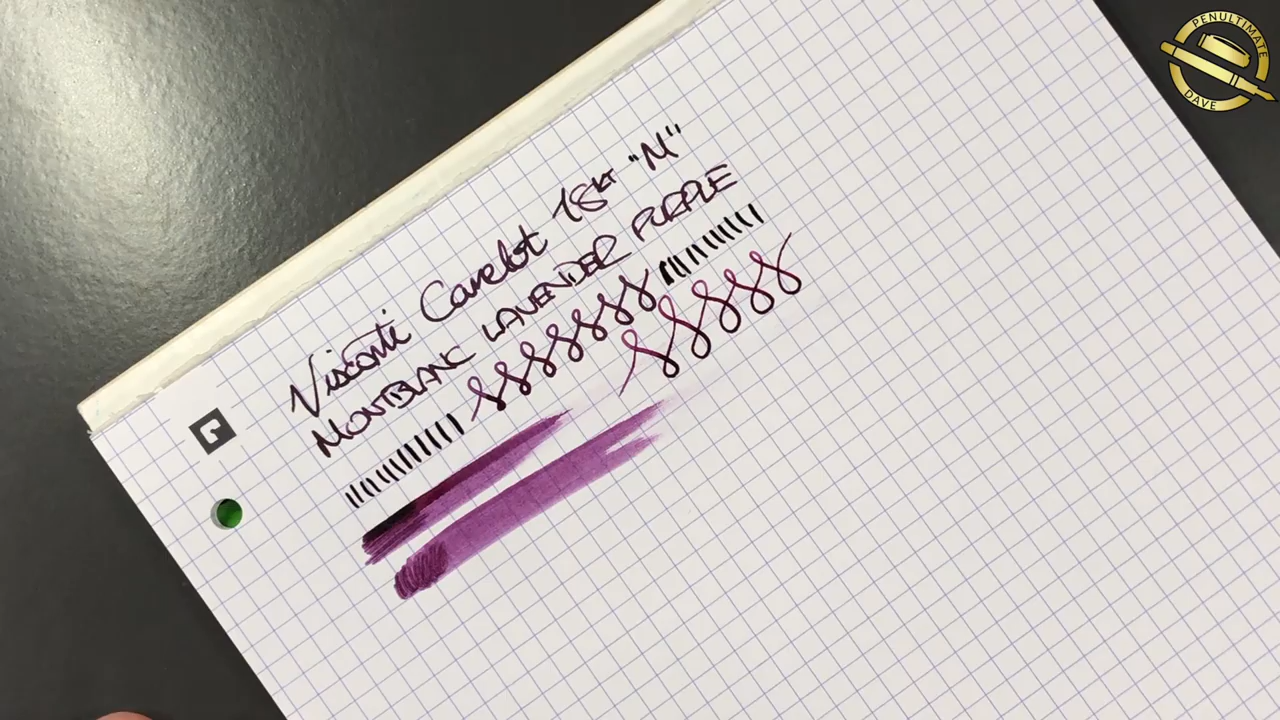 Visconti Camelot 18kt "M"
MONTBLANC LAVENDER PURPLE
PENULTIMATE
DAVE